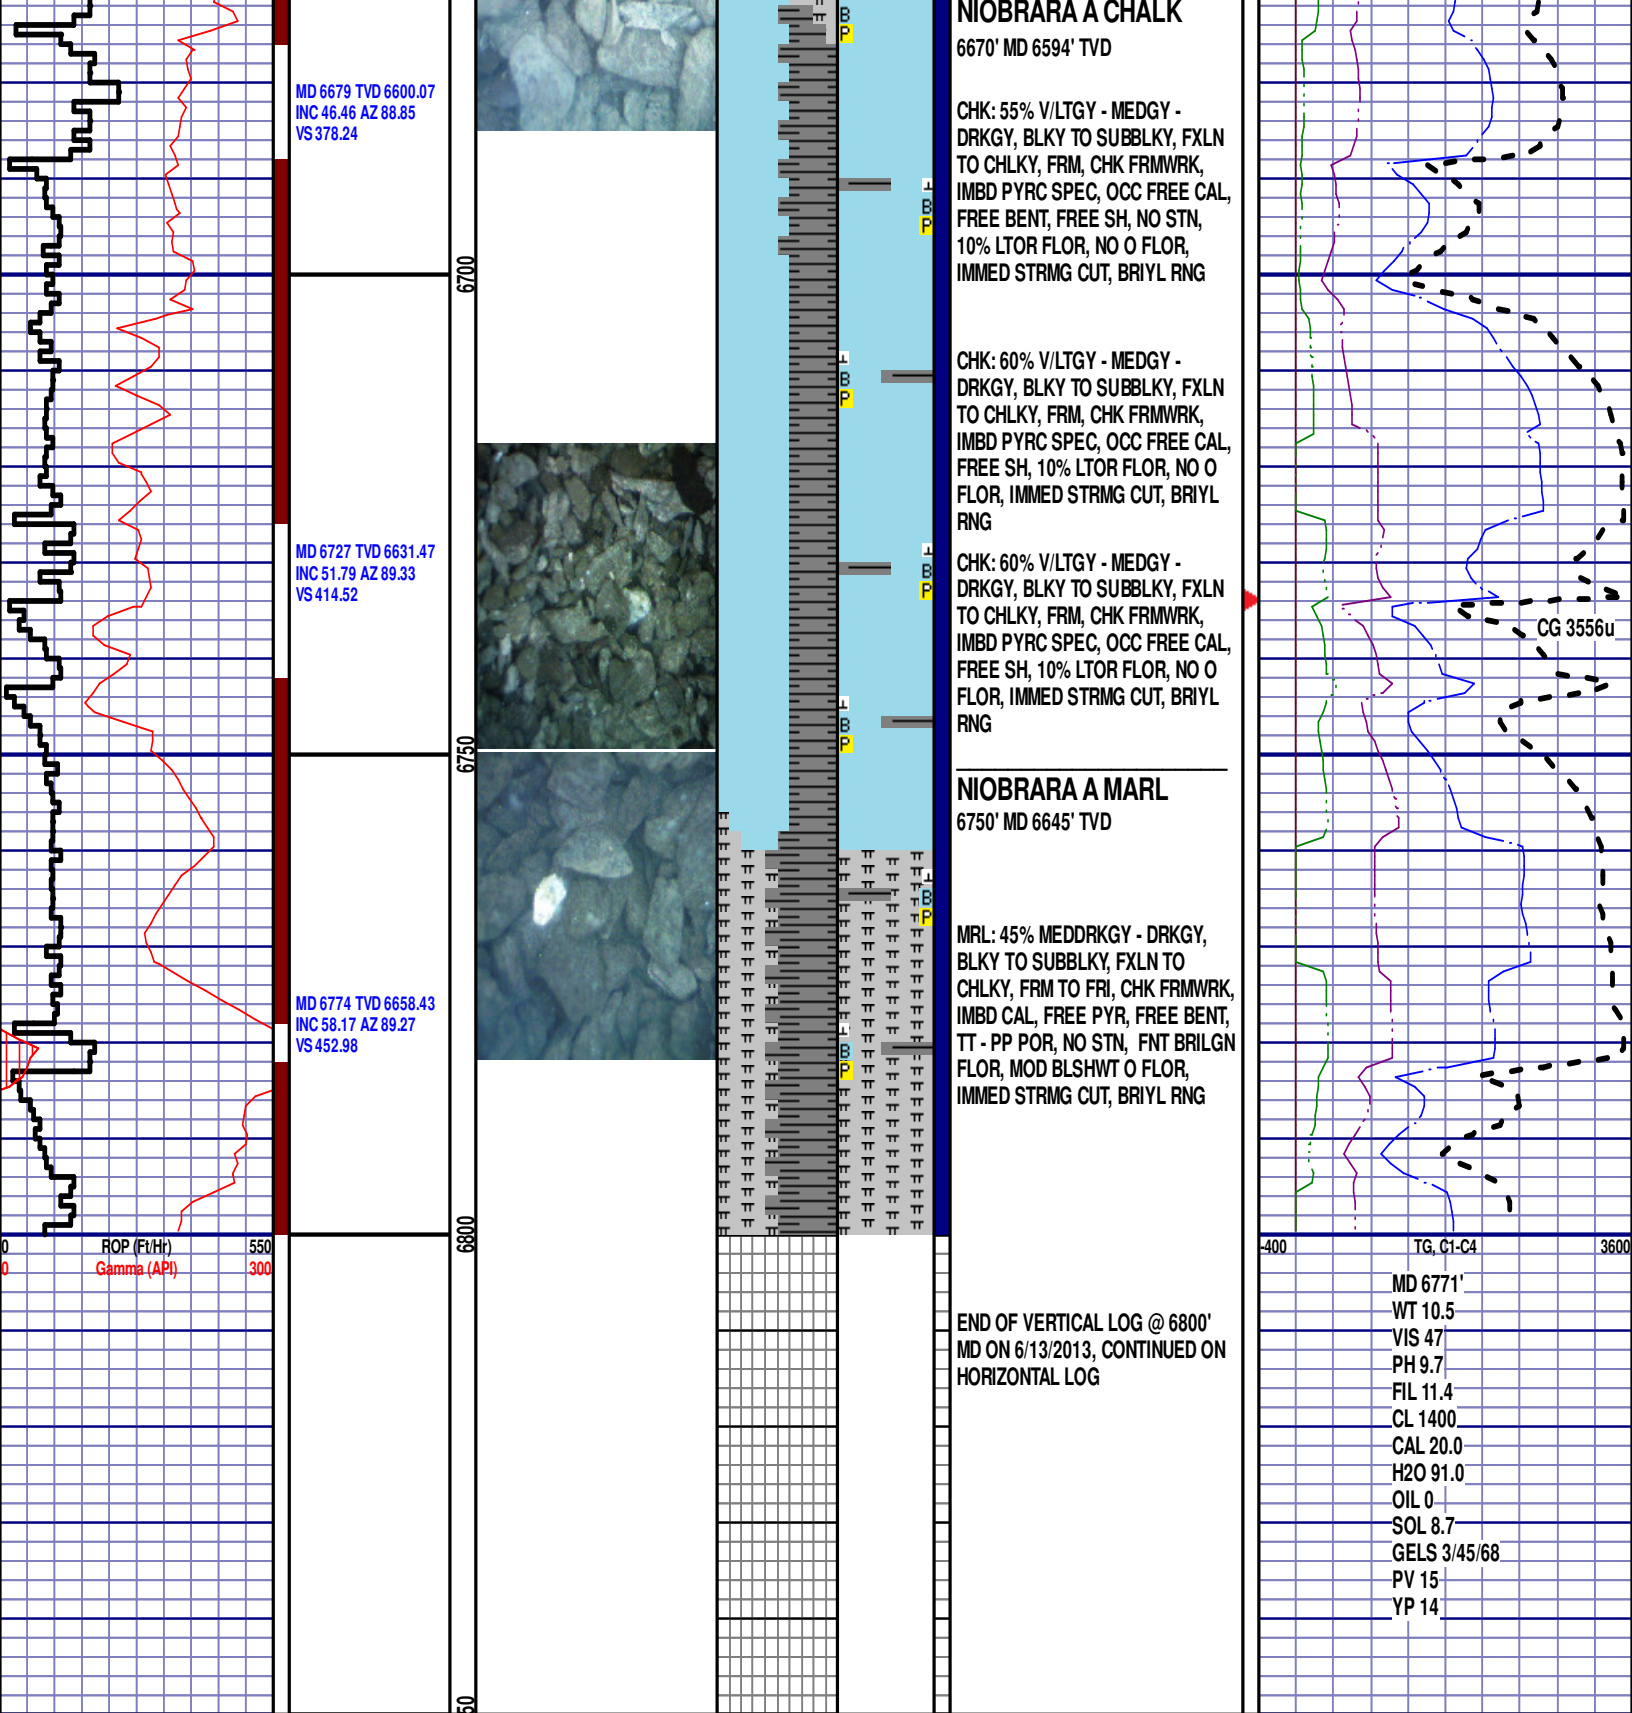 MD 6679 TVD 6600.07
INC 46.46 AZ 88.85
VS 378.24
MD 6727 TVD 6631.47
INC 51.79 AZ 89.33
VS 414.52
MD 6774 TVD 6658.43
INC 58.17 AZ 89.27
VS 452.98
0 ROP (Ft/Hr) 550
0 Gamma (API) 300
6700
6750
6800
50
B
P
B
P
B
P
B
P
B
P
B
P
B
P
NIOBRARA A CHALK
6670' MD 6594' TVD
CHK: 55% V/LTGY - MEDGY -
DRKGY, BLKY TO SUBBLKY, FXLN
TO CHLKY, FRM, CHK FRMWRK,
IMBD PYRC SPEC, OCC FREE CAL,
FREE BENT, FREE SH, NO STN,
10% LTOR FLOR, NO O FLOR,
IMMED STRMG CUT, BRIYL RNG
CHK: 60% V/LTGY - MEDGY -
DRKGY, BLKY TO SUBBLKY, FXLN
TO CHLKY, FRM, CHK FRMWRK,
IMBD PYRC SPEC, OCC FREE CAL,
FREE SH, 10% LTOR FLOR, NO O
FLOR, IMMED STRMG CUT, BRIYL
RNG
CHK: 60% V/LTGY - MEDGY -
DRKGY, BLKY TO SUBBLKY, FXLN
TO CHLKY, FRM, CHK FRMWRK,
IMBD PYRC SPEC, OCC FREE CAL,
FREE SH, 10% LTOR FLOR, NO O
FLOR, IMMED STRMG CUT, BRIYL
RNG
NIOBRARA A MARL
6750' MD 6645' TVD
MRL: 45% MEDDRKGY - DRKGY,
BLKY TO SUBBLKY, FXLN TO
CHLKY, FRM TO FRI, CHK FRMWRK,
IMBD CAL, FREE PYR, FREE BENT,
TT - PP POR, NO STN, FNT BRILGN
FLOR, MOD BLSHWT O FLOR,
IMMED STRMG CUT, BRIYL RNG
END OF VERTICAL LOG @ 6800'
MD ON 6/13/2013, CONTINUED ON
HORIZONTAL LOG
CG 3556u
-400 TG, C1-C4 3600
MD 6771'
WT 10.5
VIS 47
PH 9.7
FIL 11.4
CL 1400
CAL 20.0
H2O 91.0
OIL 0
SOL 8.7
GELS 3/45/68
PV 15
YP 14